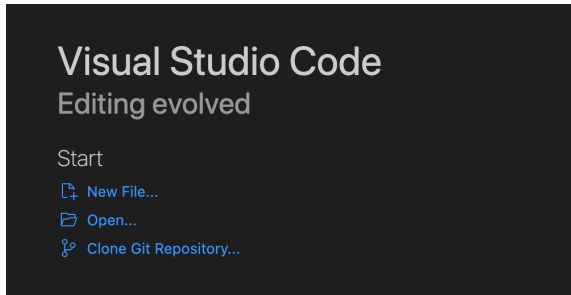 Visual Studio Code
Editing evolved
Start
New File...
Open...
Clone Git Repository...